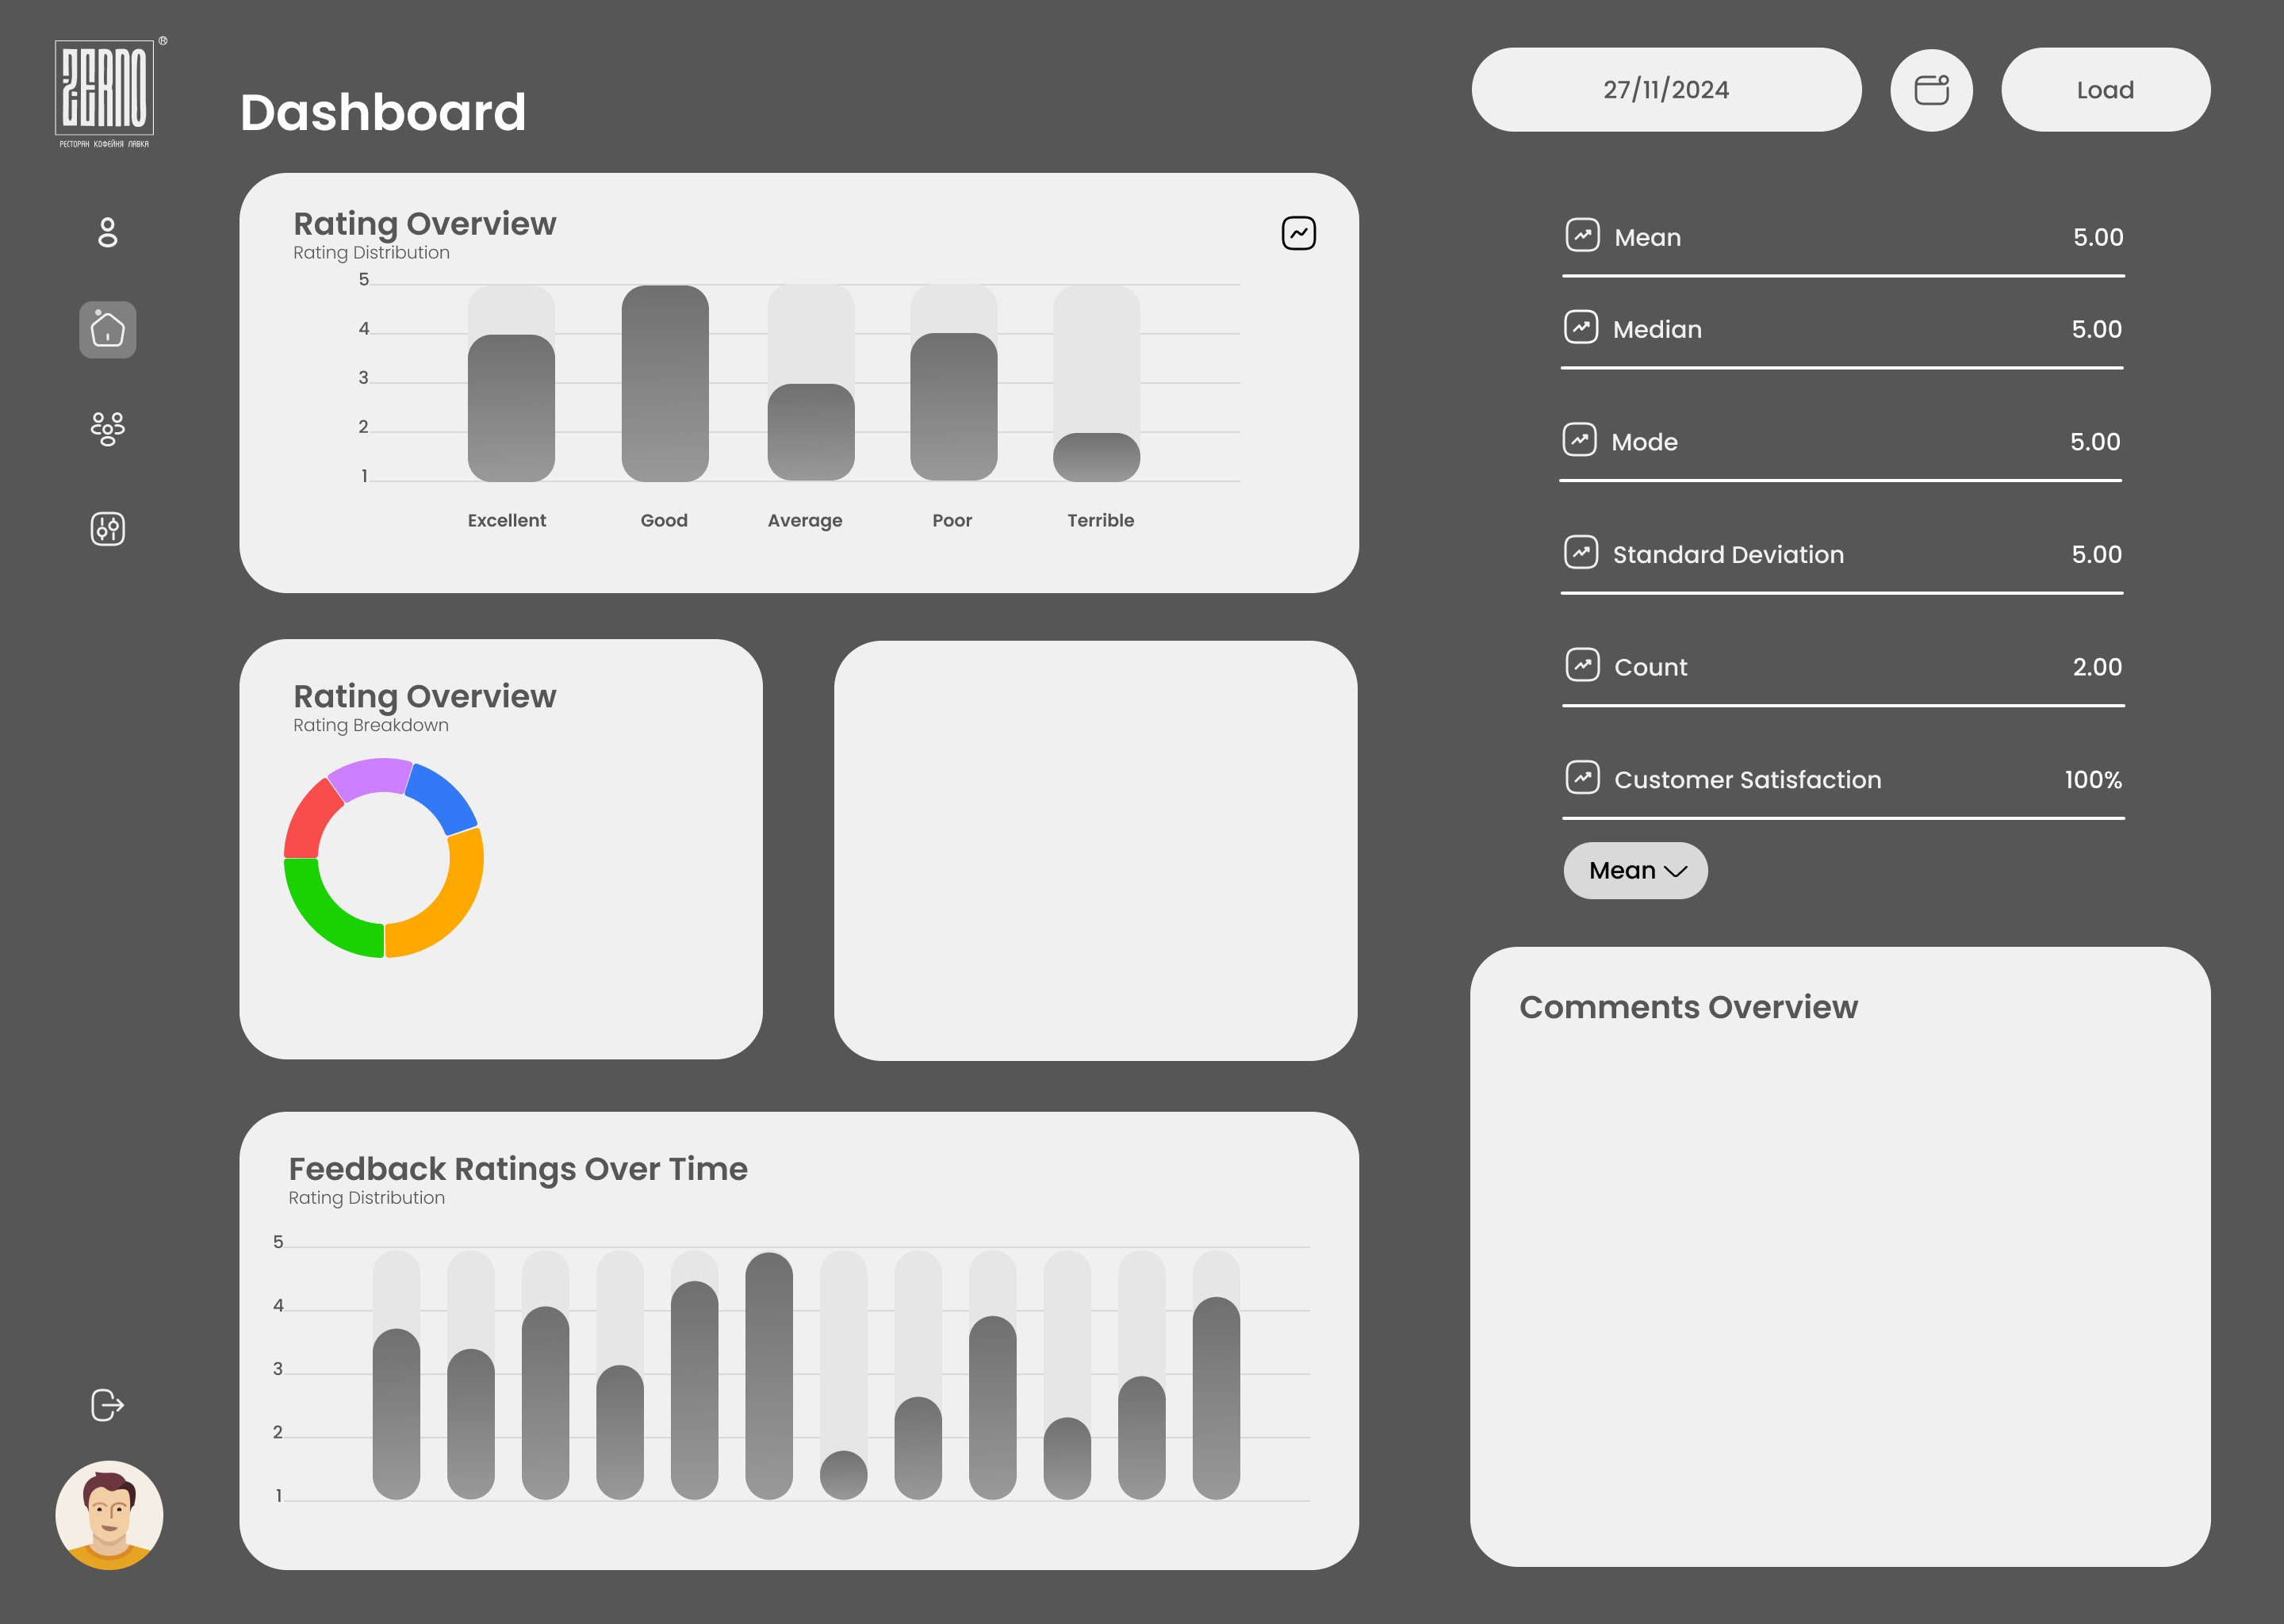 ®
РЕСТОРАН КОФЕЙНЯ ЛАВКА
Dashboard
27/11/2024
Load
Rating Overview
Rating Distribution
5
4
3
2
1
Excellent Good Average Poor Terrible
Mean 5.00
Median 5.00
Mode 5.00
Standard Deviation 5.00
Count 2.00
Customer Satisfaction 100%
Mean
Rating Overview
Rating Breakdown
Comments Overview
Feedback Ratings Over Time
Rating Distribution
5
4
3
2
1